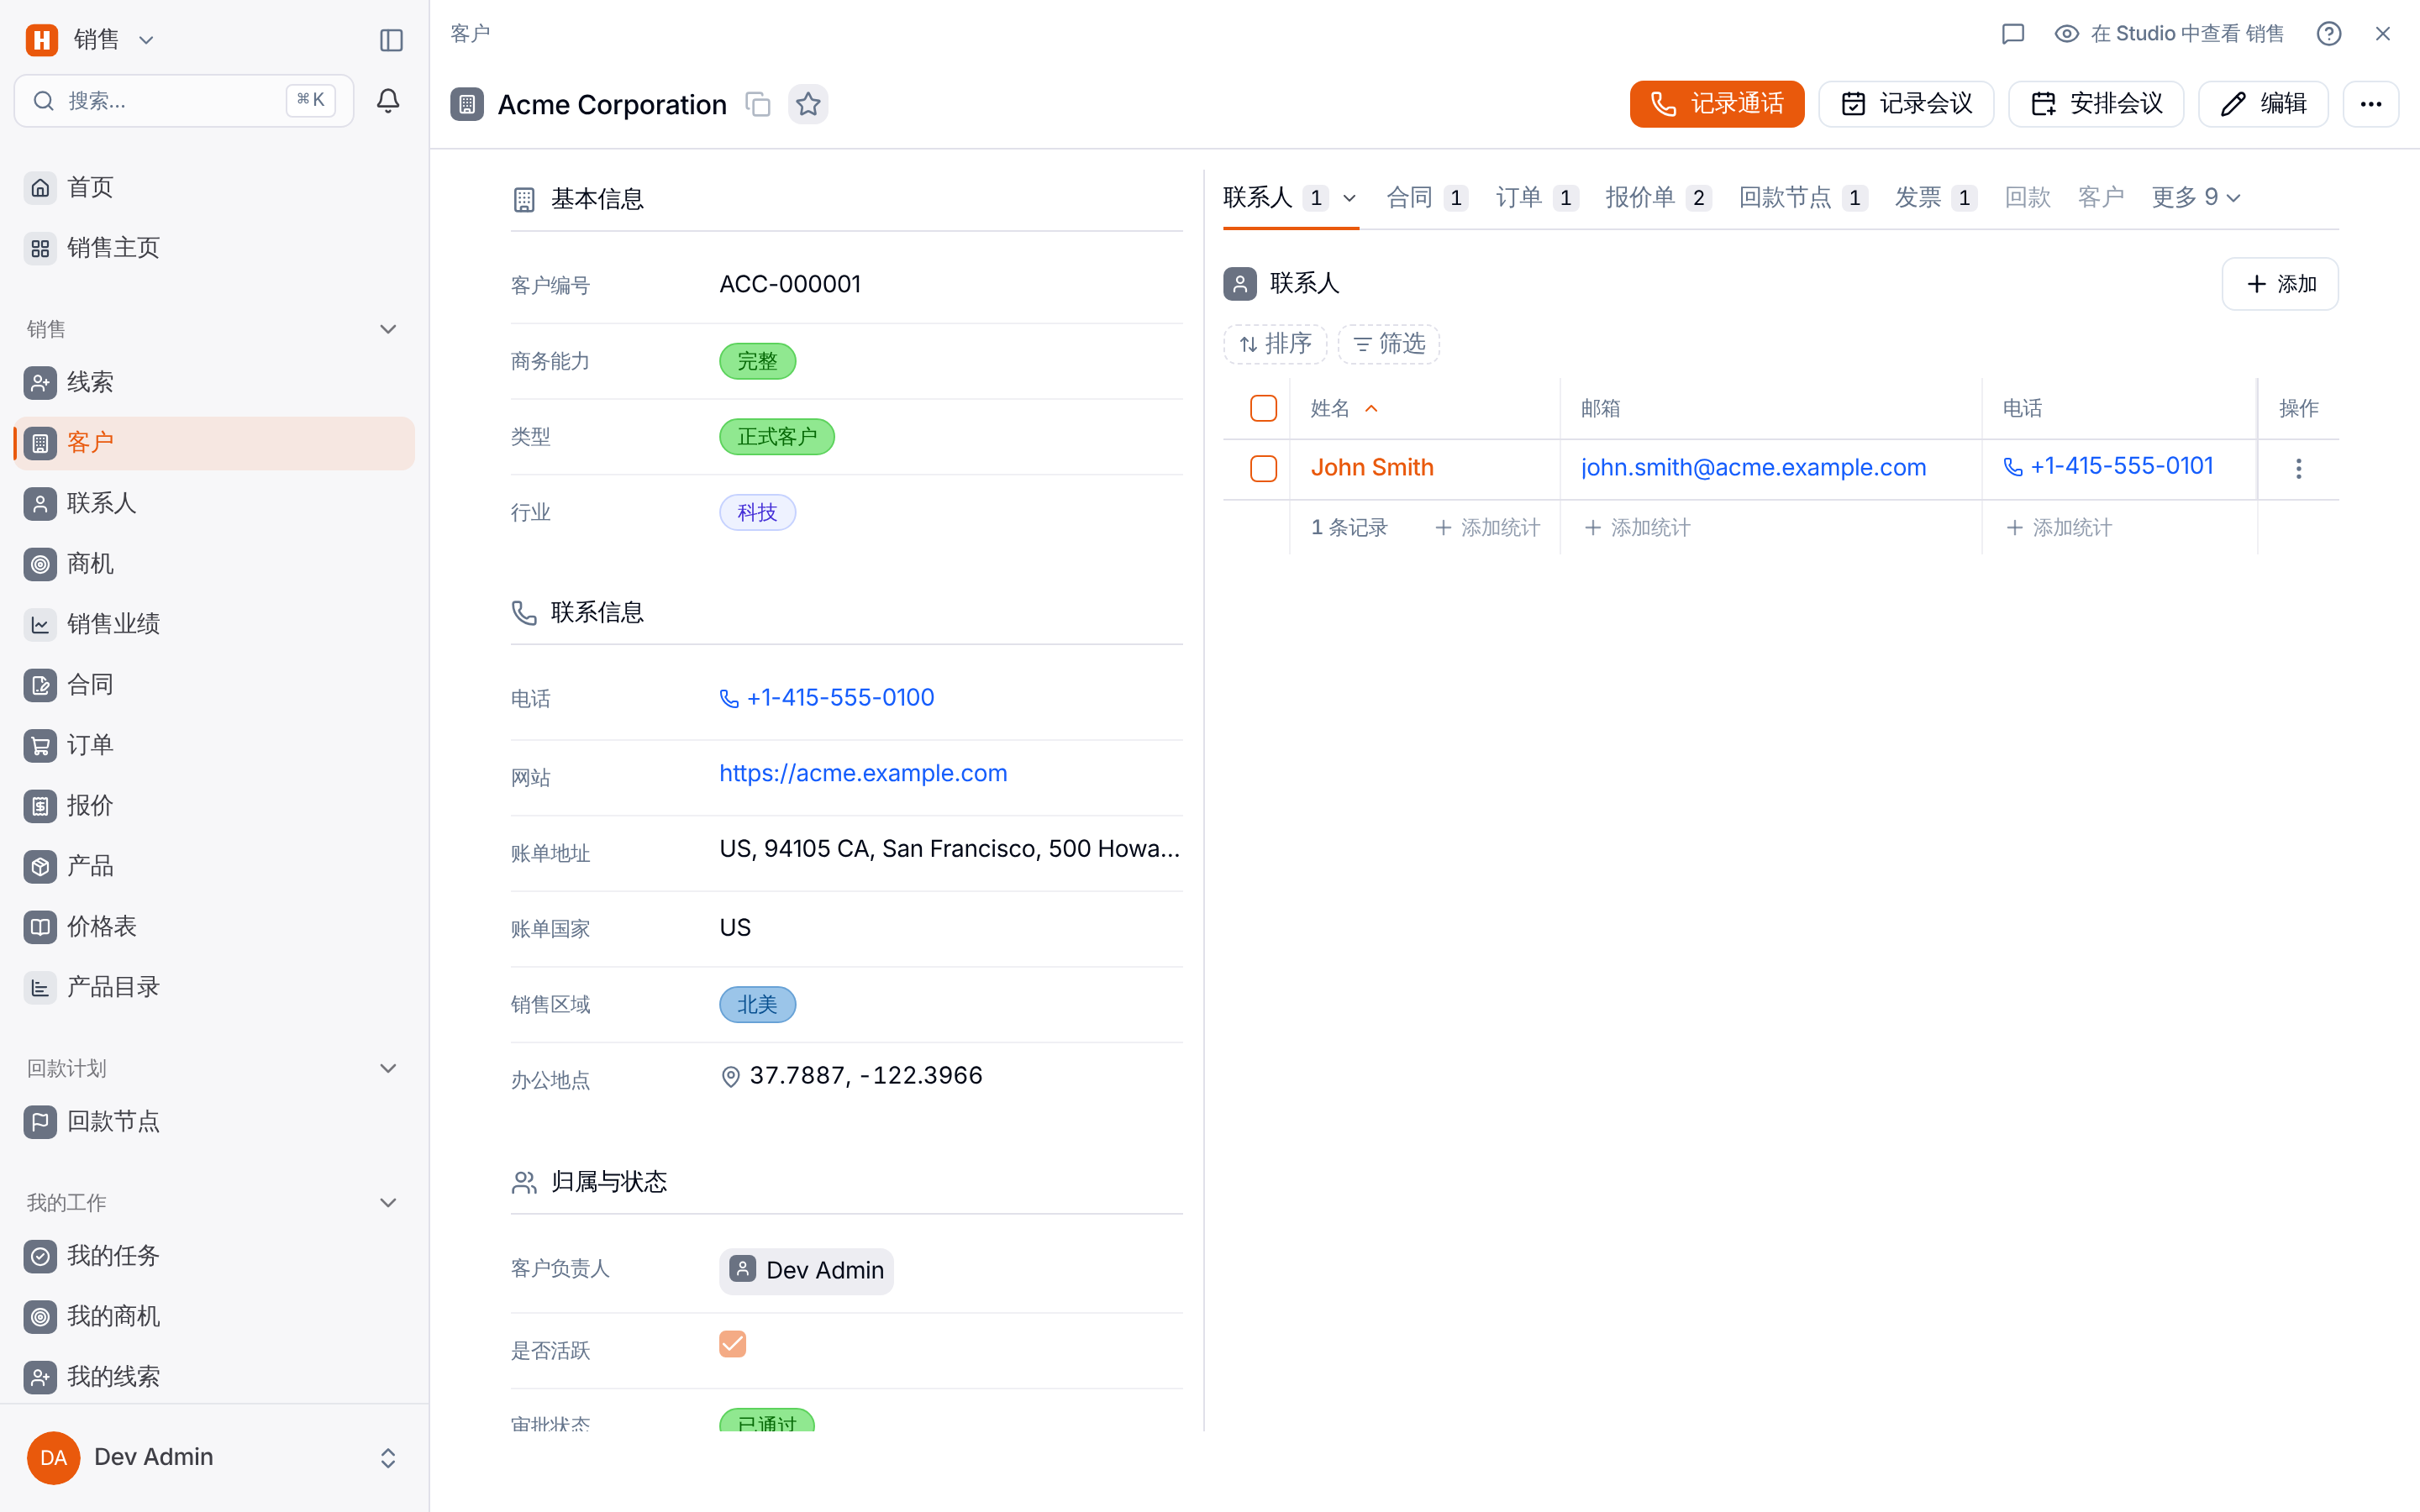 销售
搜索...
⌘K
首页
销售主页
销售
线索
客户
联系人
商机
销售业绩
合同
订单
报价
产品
价格表
产品目录
回款计划
回款节点
我的工作
我的任务
我的商机
我的线索
DA Dev Admin
客户
在 Studio 中查看 销售
Acme Corporation
记录通话
记录会议
安排会议
编辑
基本信息
客户编号 ACC-000001
商务能力 完整
类型 正式客户
行业 科技
联系信息
电话 +1-415-555-0100
网站 https://acme.example.com
账单地址 US, 94105 CA, San Francisco, 500 Howa...
账单国家 US
销售区域 北美
办公地点 37.7887, -122.3966
归属与状态
客户负责人 Dev Admin
是否活跃
审批状态 已通过
联系人 1 合同 1 订单 1 报价单 2 回款节点 1 发票 1 回款 客户 更多 9
联系人
添加
排序 筛选
姓名 邮箱 电话 操作
John Smith john.smith@acme.example.com +1-415-555-0101
1 条记录 添加统计 添加统计 添加统计